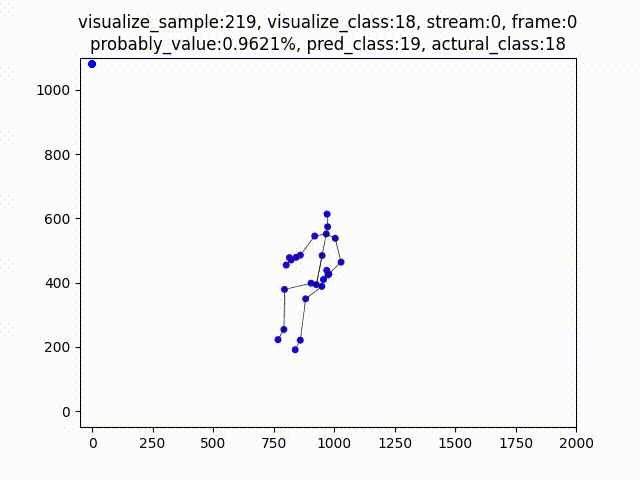 visualize_sample:219, visualize_class:18, stream:0, frame:0
probably_value:0.9621%, pred_class:19, actural_class:18
1000
800
600
400
200
0
0 250 500 750 1000 1250 1500 1750 2000